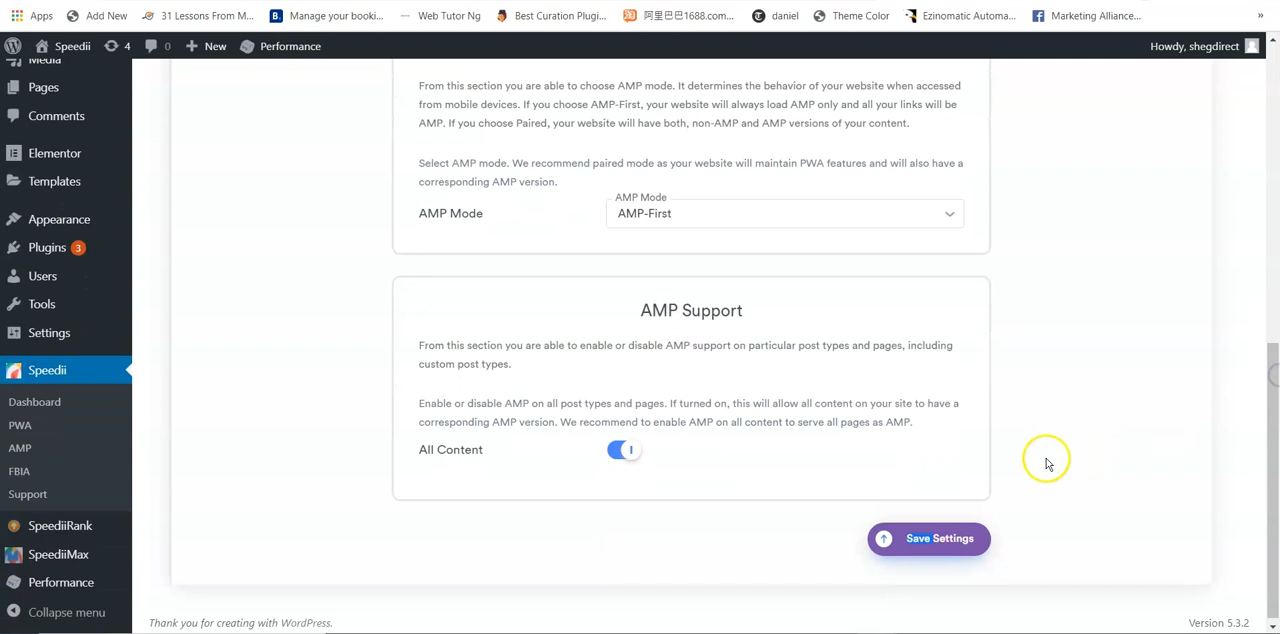 Apps
Add New
31 Lessons From M...
Manage your booki...
Web Tutor Ng
Best Curation Plugi...
阿里巴巴1688.com...
daniel
Theme Color
Ezinomatic Automa...
Marketing Alliance...
»
Speedii
4
0
New
Performance
Howdy, shegdirect
Media
Pages
Comments
Elementor
Templates
Appearance
Plugins 3
Users
Tools
Settings
Speedii
Dashboard
PWA
AMP
FBIA
Support
SpeediiRank
SpeediiMax
Performance
Collapse menu
From this section you are able to choose AMP mode. It determines the behavior of your website when accessed
from mobile devices. If you choose AMP-First, your website will always load AMP only and all your links will be
AMP. If you choose Paired, your website will have both, non-AMP and AMP versions of your content.
Select AMP mode. We recommend paired mode as your website will maintain PWA features and will also have a
corresponding AMP version.
AMP Mode
AMP Mode
AMP-First
AMP Support
From this section you are able to enable or disable AMP support on particular post types and pages, including
custom post types.
Enable or disable AMP on all post types and pages. If turned on, this will allow all content on your site to have a
corresponding AMP version. We recommend to enable AMP on all content to serve all pages as AMP.
All Content
Save Settings
Thank you for creating with WordPress.
Version 5.3.2